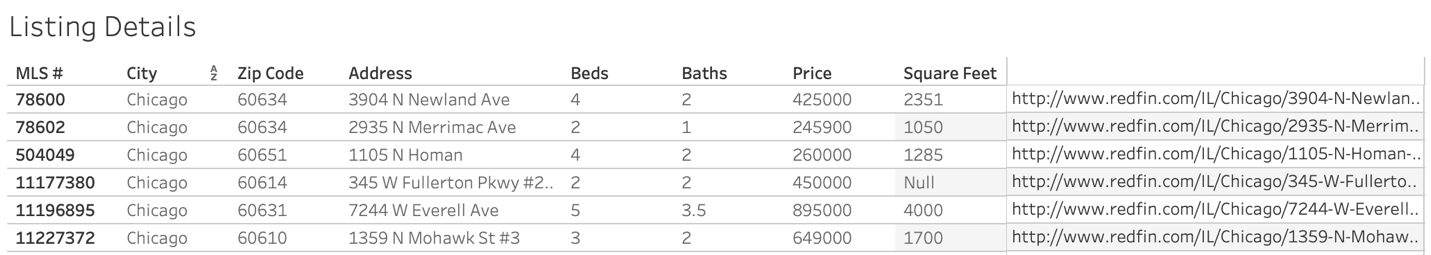 Listing Details
MLS # City AZ Zip Code Address Beds Baths Price Square Feet
78600 Chicago 60634 3904 N Newland Ave 4 2 425000 2351 http://www.redfin.com/IL/Chicago/3904-N-Newlan..
78602 Chicago 60634 2935 N Merrimac Ave 2 1 245900 1050 http://www.redfin.com/IL/Chicago/2935-N-Merrim..
504049 Chicago 60651 1105 N Homan 4 2 260000 1285 http://www.redfin.com/IL/Chicago/1105-N-Homan-..
11177380 Chicago 60614 345 W Fullerton Pkwy #2.. 2 2 450000 Null http://www.redfin.com/IL/Chicago/345-W-Fullerto..
11196895 Chicago 60631 7244 W Everell Ave 5 3.5 895000 4000 http://www.redfin.com/IL/Chicago/7244-W-Everell..
11227372 Chicago 60610 1359 N Mohawk St #3 3 2 649000 1700 http://www.redfin.com/IL/Chicago/1359-N-Mohaw..